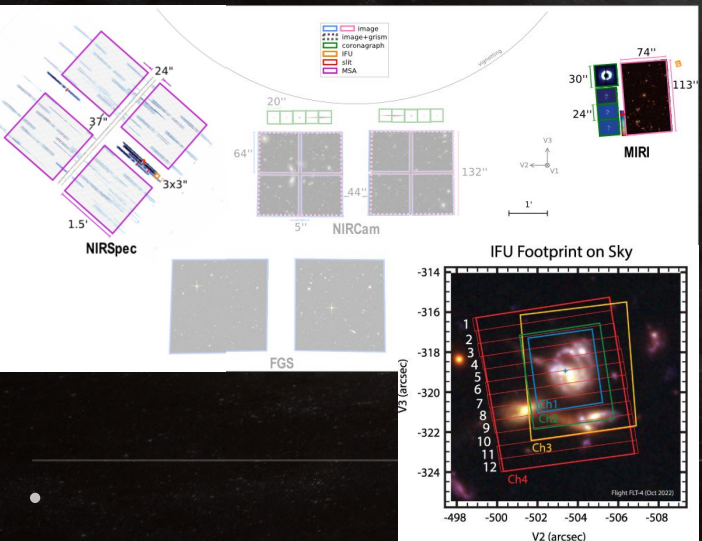 image
image+grism
coronagraph
IFU
slit
MSA
vignetting
24"
37"
3x3"
1.5'
NIRSpec
20"
64"
44"
132"
5"
NIRCam
V3
V2
V1
1'
74"
30"
113"
24"
MIRI
FGS
IFU Footprint on Sky
-314
-316
-318
-320
-322
-324
V3 (arcsec)
1
2
3
4
5
6
7
8
9
10
11
12
Ch1
Ch2
Ch3
Ch4
Flight FLT-4 (Oct 2022)
-498 -500 -502 -504 -506 -508
V2 (arcsec)